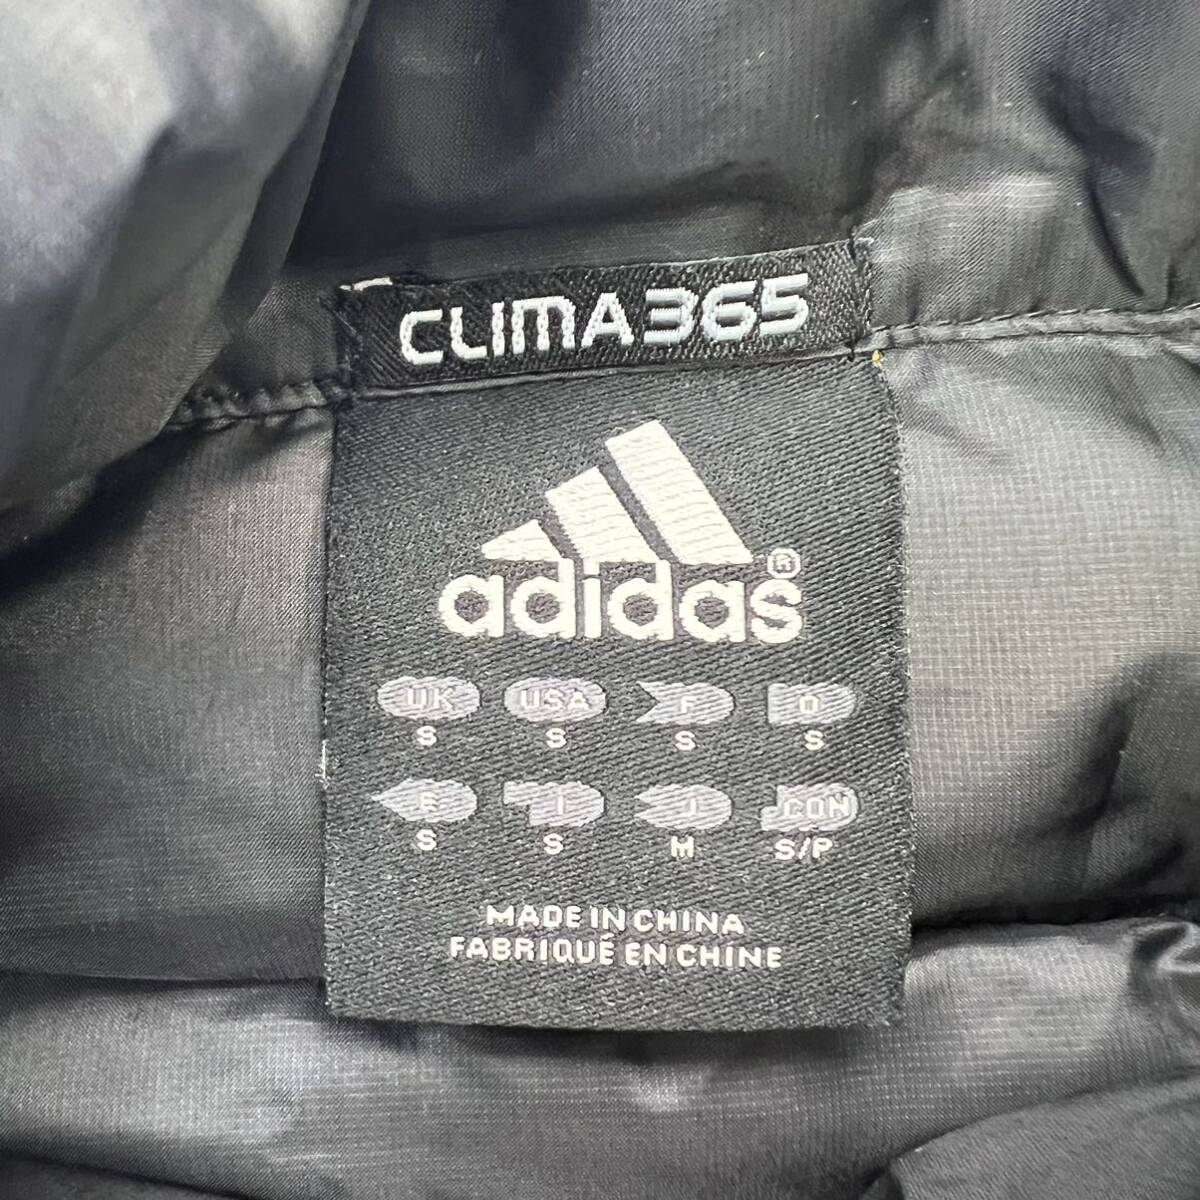 CLIMA365
adidas®
UK USA F D
S S S S
E I J CDN
S S M S/P
MADE IN CHINA
FABRIQUÉ EN CHINE